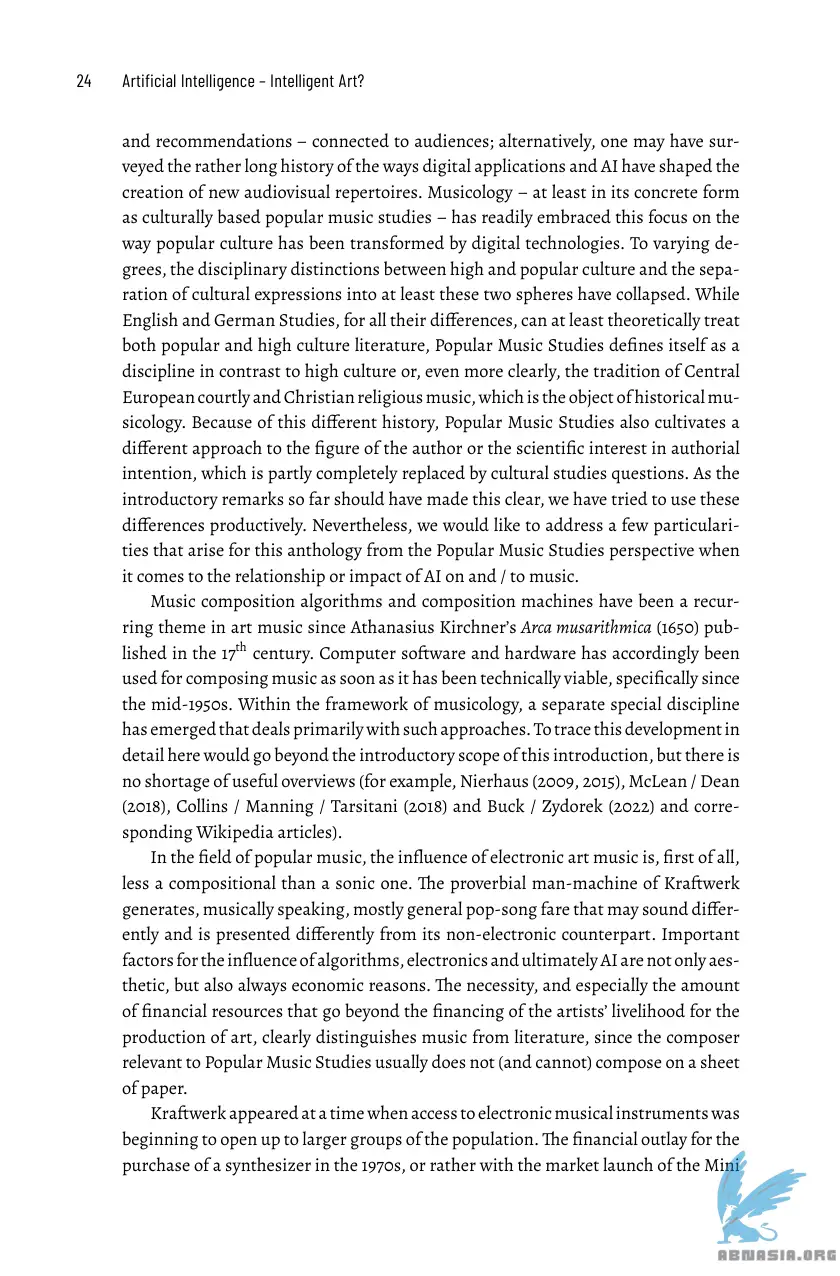 24 Artificial Intelligence – Intelligent Art?
and recommendations – connected to audiences; alternatively, one may have sur-
veyed the rather long history of the ways digital applications and AI have shaped the
creation of new audiovisual repertoires. Musicology – at least in its concrete form
as culturally based popular music studies – has readily embraced this focus on the
way popular culture has been transformed by digital technologies. To varying de-
grees, the disciplinary distinctions between high and popular culture and the sepa-
ration of cultural expressions into at least these two spheres have collapsed. While
English and German Studies, for all their differences, can at least theoretically treat
both popular and high culture literature, Popular Music Studies defines itself as a
discipline in contrast to high culture or, even more clearly, the tradition of Central
European courtly and Christian religious music, which is the object of historical mu-
sicology. Because of this different history, Popular Music Studies also cultivates a
different approach to the figure of the author or the scientific interest in authorial
intention, which is partly completely replaced by cultural studies questions. As the
introductory remarks so far should have made this clear, we have tried to use these
differences productively. Nevertheless, we would like to address a few particulari-
ties that arise for this anthology from the Popular Music Studies perspective when
it comes to the relationship or impact of AI on and / to music.
Music composition algorithms and composition machines have been a recur-
ring theme in art music since Athanasius Kirchner’s Arca musarithmica (1650) pub-
lished in the 17th century. Computer software and hardware has accordingly been
used for composing music as soon as it has been technically viable, specifically since
the mid-1950s. Within the framework of musicology, a separate special discipline
has emerged that deals primarily with such approaches. To trace this development in
detail here would go beyond the introductory scope of this introduction, but there is
no shortage of useful overviews (for example, Nierhaus (2009, 2015), McLean / Dean
(2018), Collins / Manning / Tarsitani (2018) and Buck / Zydorek (2022) and corre-
sponding Wikipedia articles).
In the field of popular music, the influence of electronic art music is, first of all,
less a compositional than a sonic one. The proverbial man-machine of Kraftwerk
generates, musically speaking, mostly general pop-song fare that may sound differ-
ently and is presented differently from its non-electronic counterpart. Important
factors for the influence of algorithms, electronics and ultimately AI are not only aes-
thetic, but also always economic reasons. The necessity, and especially the amount
of financial resources that go beyond the financing of the artists’ livelihood for the
production of art, clearly distinguishes music from literature, since the composer
relevant to Popular Music Studies usually does not (and cannot) compose on a sheet
of paper.
Kraftwerk appeared at a time when access to electronic musical instruments was
beginning to open up to larger groups of the population. The financial outlay for the
purchase of a synthesizer in the 1970s, or rather with the market launch of the Mini
ABNASIA.ORG